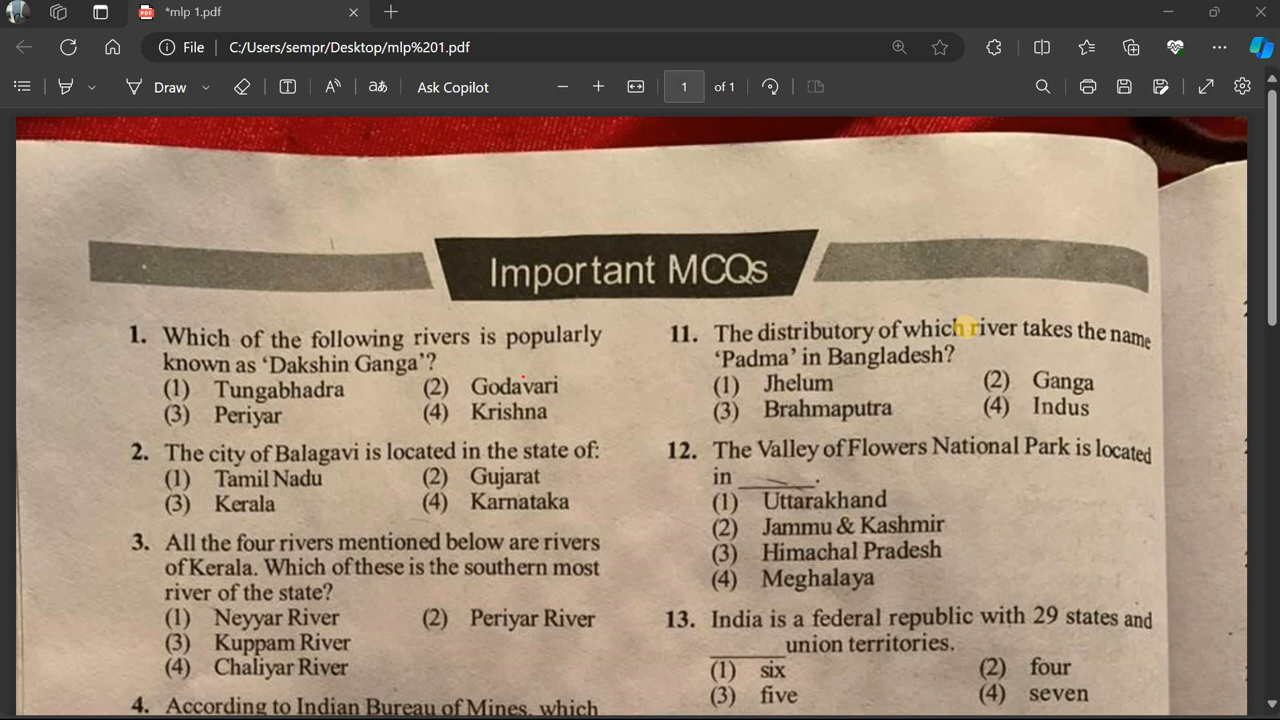 *mlp 1.pdf
File
C:/Users/sempr/Desktop/mlp%201.pdf
Draw
aあ
Ask Copilot
1
of 1
Important MCQs
1. Which of the following rivers is popularly
known as ‘Dakshin Ganga’?
(1) Tungabhadra (2) Godavari
(3) Periyar (4) Krishna
2. The city of Balagavi is located in the state of:
(1) Tamil Nadu (2) Gujarat
(3) Kerala (4) Karnataka
3. All the four rivers mentioned below are rivers
of Kerala. Which of these is the southern most
river of the state?
(1) Neyyar River (2) Periyar River
(3) Kuppam River
(4) Chaliyar River
4. According to Indian Bureau of Mines, which
11. The distributory of which river takes the name
‘Padma’ in Bangladesh?
(1) Jhelum (2) Ganga
(3) Brahmaputra (4) Indus
12. The Valley of Flowers National Park is located
in ______.
(1) Uttarakhand
(2) Jammu & Kashmir
(3) Himachal Pradesh
(4) Meghalaya
13. India is a federal republic with 29 states and
______union territories.
(1) six (2) four
(3) five (4) seven